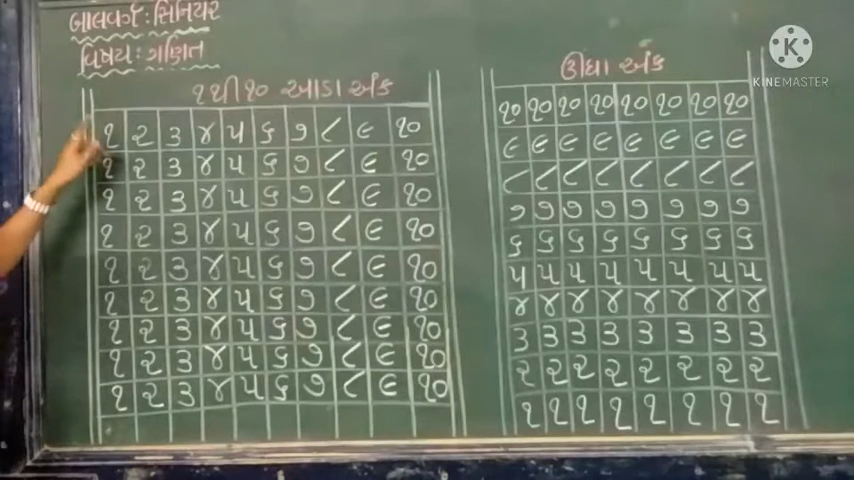 બાલવર્ગ : સિનિયર
વિષય : ગણિત
૧થી૧૦ આડા અંક
૧ ૨ ૩ ૪ ૫ ૬ ૭ ૮ ૯ ૧૦
૧ ૨ ૩ ૪ ૫ ૬ ૭ ૮ ૯ ૧૦
૧ ૨ ૩ ૪ ૫ ૬ ૭ ૮ ૯ ૧૦
૧ ૨ ૩ ૪ ૫ ૬ ૭ ૮ ૯ ૧૦
૧ ૨ ૩ ૪ ૫ ૬ ૭ ૮ ૯ ૧૦
૧ ૨ ૩ ૪ ૫ ૬ ૭ ૮ ૯ ૧૦
૧ ૨ ૩ ૪ ૫ ૬ ૭ ૮ ૯ ૧૦
૧ ૨ ૩ ૪ ૫ ૬ ૭ ૮ ૯ ૧૦
૧ ૨ ૩ ૪ ૫ ૬ ૭ ૮ ૯ ૧૦
ઊધા અંક
૧૦ ૧૦ ૧૦ ૧૦ ૧૦ ૧૦ ૧૦ ૧૦
૯ ૯ ૯ ૯ ૯ ૯ ૯ ૯
૮ ૮ ૮ ૮ ૮ ૮ ૮ ૮
૭ ૭ ૭ ૭ ૭ ૭ ૭ ૭
૬ ૬ ૬ ૬ ૬ ૬ ૬ ૬
૫ ૫ ૫ ૫ ૫ ૫ ૫ ૫
૪ ૪ ૪ ૪ ૪ ૪ ૪ ૪
૩ ૩ ૩ ૩ ૩ ૩ ૩ ૩
૨ ૨ ૨ ૨ ૨ ૨ ૨ ૨
૧ ૧ ૧ ૧ ૧ ૧ ૧ ૧
K
KINEMASTER